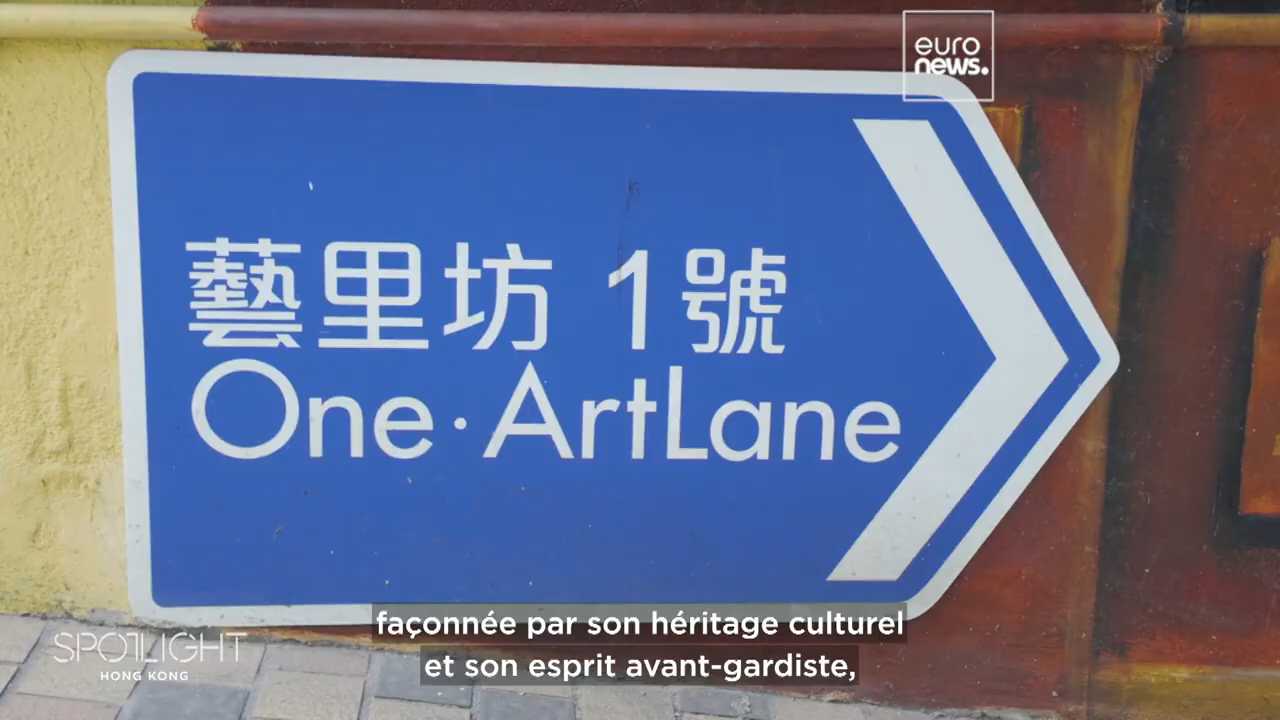 euro
news.
藝里坊 1號
One·ArtLane
façonnée par son héritage culturel
et son esprit avant-gardiste,
SPOTLIGHT
HONG KONG